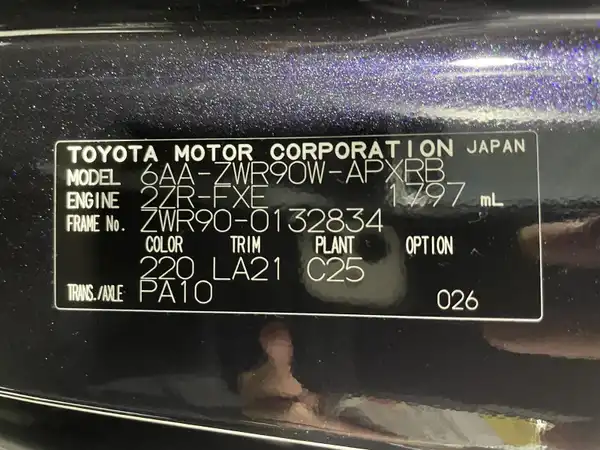 TOYOTA MOTOR CORPORATION JAPAN
MODEL 6AA-ZWR90W-APXRB
ENGINE 2ZR-FXE 1797 mL
FRAME No. ZWR90-0132834
COLOR TRIM PLANT OPTION
220 LA21 C25
TRANS./AXLE PA10 026